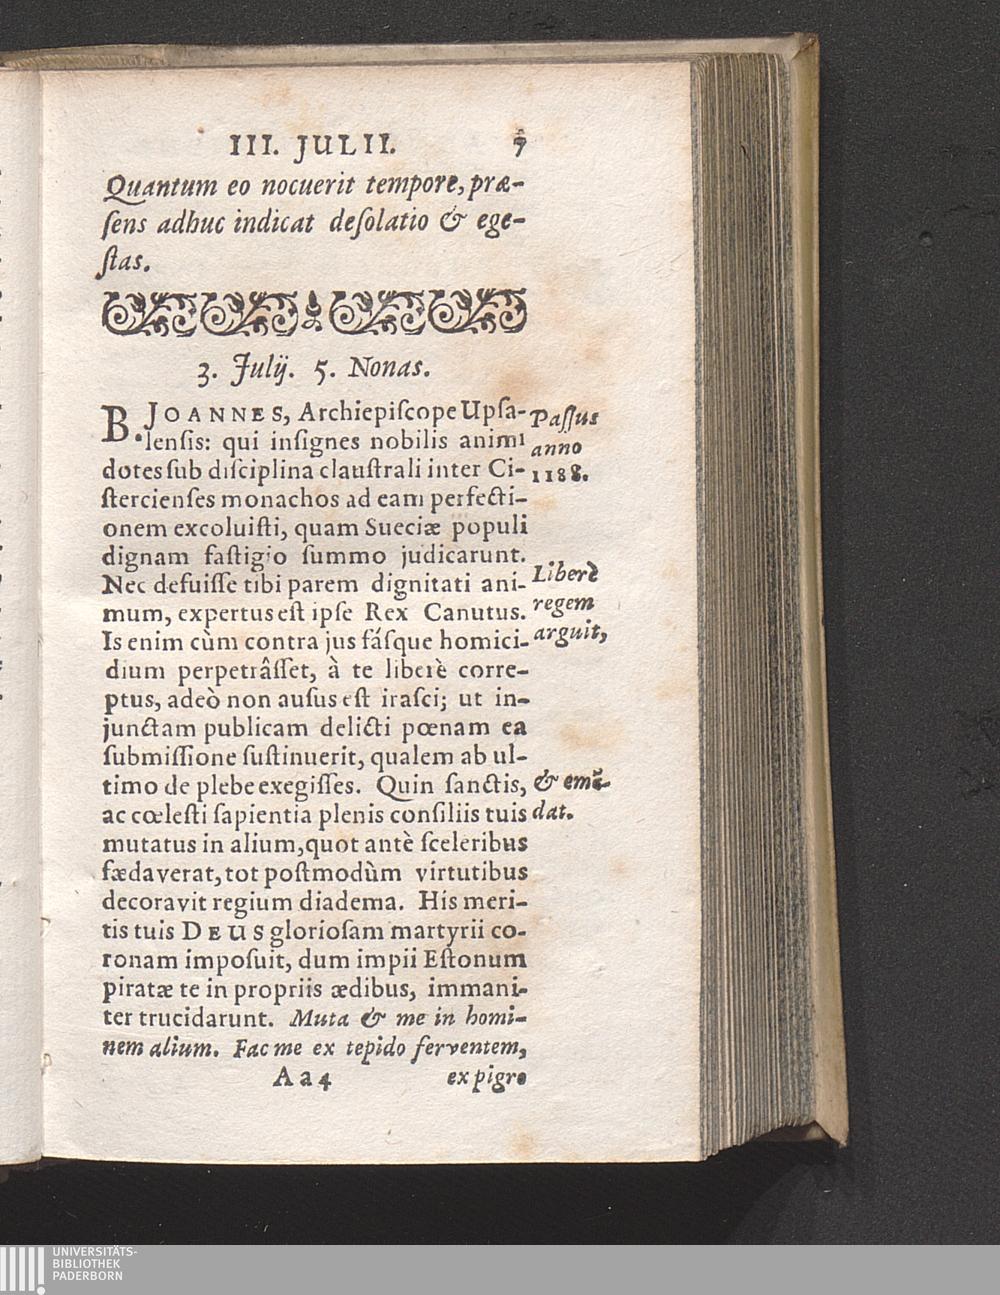 III. JULII. 7
Quantum eo nocuerit tempore, præ-
ſens adhuc indicat deſolatio & ege-
ſtas.
3. Julij. 5. Nonas.
B. JOANNES, Archiepiſcope Upſa-
lenſis: qui inſignes nobilis animi
dotes ſub diſciplina clauſtrali inter Ci-
ſtercienſes monachos ad eam perfecti-
onem excoluiſti, quam Sueciæ populi
dignam faſtigio ſummo judicarunt.
Nec defuiſſe tibi parem dignitati ani-
mum, expertus eſt ipſe Rex Canutus.
Is enim cùm contra jus fáſque homici-
dium perpetrâſſet, à te liberè corre-
ptus, adeò non auſus eſt iraſci; ut in-
junctam publicam delicti pœnam ea
ſubmiſſione ſuſtinuerit, qualem ab ul-
timo de plebe exegiſſes. Quin ſanctis,
ac cœleſti ſapientia plenis conſiliis tuis
mutatus in alium, quot antè ſceleribus
fædaverat, tot poſtmodùm virtutibus
decoravit regium diadema. His meri-
tis tuis DEUS glorioſam martyrii co-
ronam impoſuit, dum impii Eſtonum
piratæ te in propriis ædibus, immani-
ter trucidarunt. Muta & me in homi-
nem alium. Fac me ex tepido ferventem,
Aa4 ex pigro
Paſſus
anno
1188.
Liberè
regem
arguit,
& emē-
dat.
UNIVERSITÄTS-
BIBLIOTHEK
PADERBORN